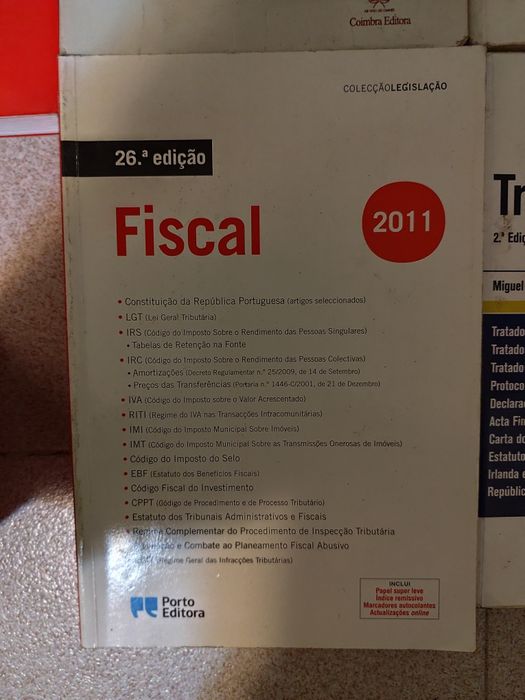 Coimbra Editora
COLECÇÃOLEGISLAÇÃO
26.ª edição
Fiscal
2011
• Constituição da República Portuguesa (artigos seleccionados)
• LGT (Lei Geral Tributária)
• IRS (Código do Imposto Sobre o Rendimento das Pessoas Singulares)
• Tabelas de Retenção na Fonte
• IRC (Código do Imposto Sobre o Rendimento das Pessoas Colectivas)
• Amortizações (Decreto Regulamentar n.º 25/2009, de 14 de Setembro)
• Preços das Transferências (Portaria n.º 1446-C/2001, de 21 de Dezembro)
• IVA (Código do Imposto sobre o Valor Acrescentado)
• RITI (Regime do IVA nas Transacções Intracomunitárias)
• IMI (Código do Imposto Municipal Sobre Imóveis)
• IMT (Código do Imposto Municipal Sobre as Transmissões Onerosas de Imóveis)
• Código do Imposto do Selo
• EBF (Estatuto dos Benefícios Fiscais)
• Código Fiscal do Investimento
• CPPT (Código de Procedimento e de Processo Tributário)
• Estatuto dos Tribunais Administrativos e Fiscais
Complementar do Procedimento de Inspecção Tributária
e Combate ao Planeamento Fiscal Abusivo
(Regime Geral das Infracções Tributárias)
INCLUI
Papel super leve
Índice remissivo
Marcadores autocolantes
Actualizações online
Porto
Editora
Tr
2.ª Ediç
Miguel
Tratado
Tratado
Tratado
Protoco
Declara
Acta Fin
Carta do
Estatuto
Irlanda e
Repúblic